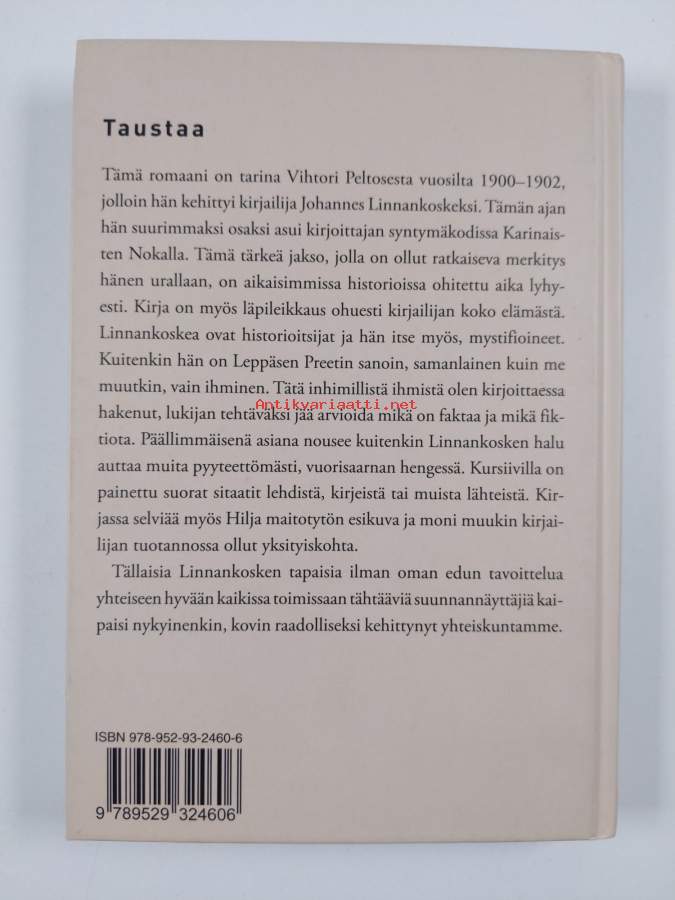 Taustaa
Tämä romaani on tarina Vihtori Peltosesta vuosilta 1900–1902,
jolloin hän kehittyi kirjailija Johannes Linnankoskeksi. Tämän ajan
hän suurimmaksi osaksi asui kirjoittajan syntymäkodissa Karinais-
ten Nokalla. Tämä tärkeä jakso, jolla on ollut ratkaiseva merkitys
hänen urallaan, on aikaisimmissa historioissa ohitettu aika lyhy-
esti. Kirja on myös läpileikkaus ohuesti kirjailijan koko elämästä.
Linnankoskea ovat historioitsijat ja hän itse myös, mystifioineet.
Kuitenkin hän on Leppäsen Preetin sanoin, samanlainen kuin me
muutkin, vain ihminen. Tätä inhimillistä ihmistä olen kirjoittaessa
Antikvariaatti.net
hakenut, lukijan tehtäväksi jää arvioida mikä on faktaa ja mikä fik-
tiota. Päällimmäisenä asiana nousee kuitenkin Linnankosken halu
auttaa muita pyyteettömästi, vuorisaarnan hengessä. Kursiivilla on
painettu suorat sitaatit lehdistä, kirjeistä tai muista lähteistä. Kir-
jassa selviää myös Hilja maitotytön esikuva ja moni muukin kirjai-
lijan tuotannossa ollut yksityiskohta.
Tällaisia Linnankosken tapaisia ilman oman edun tavoittelua
yhteiseen hyvään kaikissa toimissaan tähtääviä suunnannäyttäjiä kai-
paisi nykyinenkin, kovin raadolliseksi kehittynyt yhteiskuntamme.
ISBN 978-952-93-2460-6
9 789529 324606